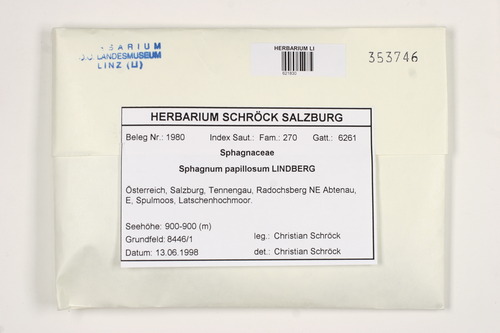 HERBARIUM
O.Ö. LANDESMUSEUM
LINZ (LI)
HERBARIUM LI
353746
HERBARIUM SCHRÖCK SALZBURG
Beleg Nr.: 1980 Index Saut.: Fam.: 270 Gatt.: 6261
Sphagnaceae
Sphagnum papillosum LINDBERG
Österreich, Salzburg, Tennengau, Radochsberg NE Abtenau,
E, Spulmoos, Latschenhochmoor.
Seehöhe: 900-900 (m)
Grundfeld: 8446/1 leg.: Christian Schröck
Datum: 13.06.1998 det.: Christian Schröck